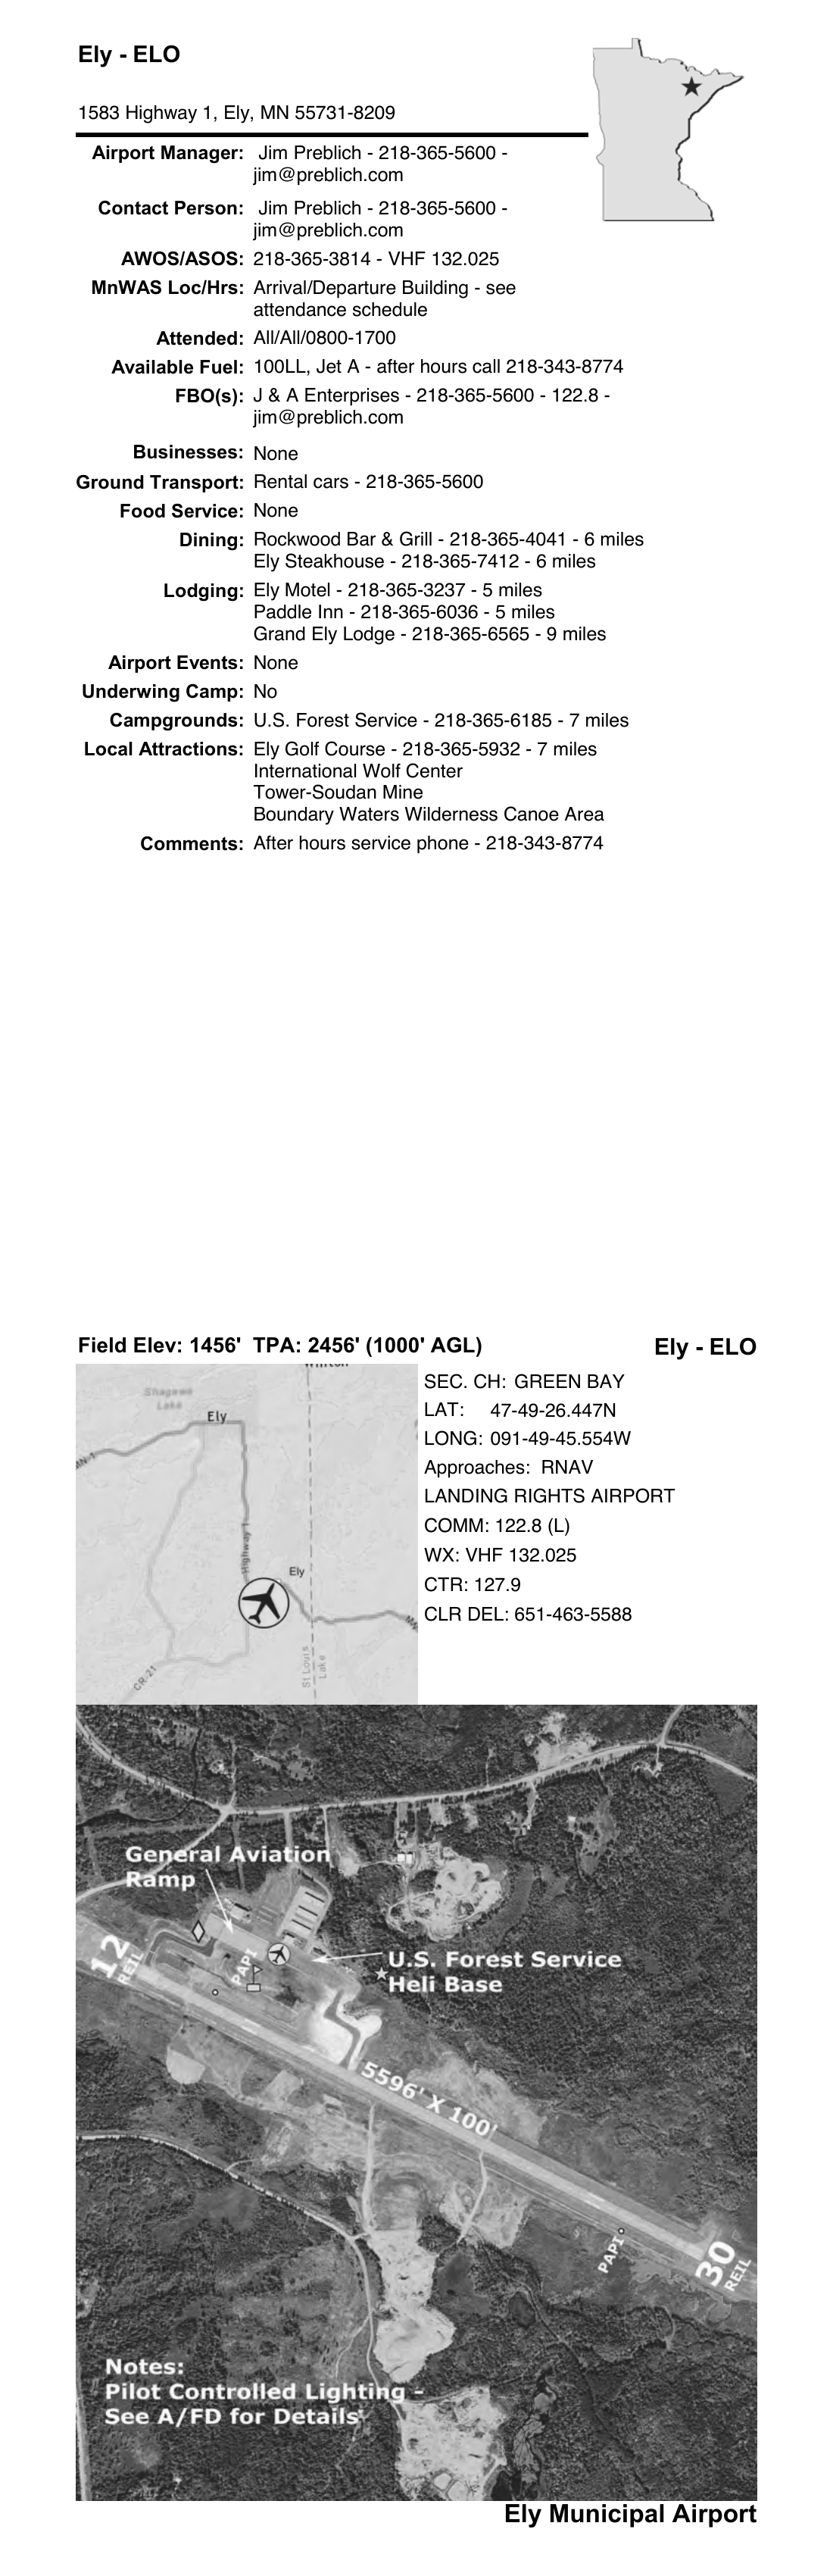 Ely - ELO
1583 Highway 1, Ely, MN 55731-8209
Airport Manager: Jim Preblich - 218-365-5600 -
jim@preblich.com
Contact Person: Jim Preblich - 218-365-5600 -
jim@preblich.com
AWOS/ASOS: 218-365-3814 - VHF 132.025
MnWAS Loc/Hrs: Arrival/Departure Building - see
attendance schedule
Attended: All/All/0800-1700
Available Fuel: 100LL, Jet A - after hours call 218-343-8774
FBO(s): J & A Enterprises - 218-365-5600 - 122.8 -
jim@preblich.com
Businesses: None
Ground Transport: Rental cars - 218-365-5600
Food Service: None
Dining: Rockwood Bar & Grill - 218-365-4041 - 6 miles
Ely Steakhouse - 218-365-7412 - 6 miles
Lodging: Ely Motel - 218-365-3237 - 5 miles
Paddle Inn - 218-365-6036 - 5 miles
Grand Ely Lodge - 218-365-6565 - 9 miles
Airport Events: None
Underwing Camp: No
Campgrounds: U.S. Forest Service - 218-365-6185 - 7 miles
Local Attractions: Ely Golf Course - 218-365-5932 - 7 miles
International Wolf Center
Tower-Soudan Mine
Boundary Waters Wilderness Canoe Area
Comments: After hours service phone - 218-343-8774
Field Elev: 1456' TPA: 2456' (1000' AGL)
Ely - ELO
Winton
Shagawa
Lake
Ely
MN-1
Highway 1
Ely
St Louis
Lake
CR-21
SEC. CH: GREEN BAY
LAT: 47-49-26.447N
LONG: 091-49-45.554W
Approaches: RNAV
LANDING RIGHTS AIRPORT
COMM: 122.8 (L)
WX: VHF 132.025
CTR: 127.9
CLR DEL: 651-463-5588
General Aviation
Ramp
12
REIL
PAPI
U.S. Forest Service
Heli Base
5596' X 100'
PAPI
30
REIL
Notes:
Pilot Controlled Lighting -
See A/FD for Details
Ely Municipal Airport